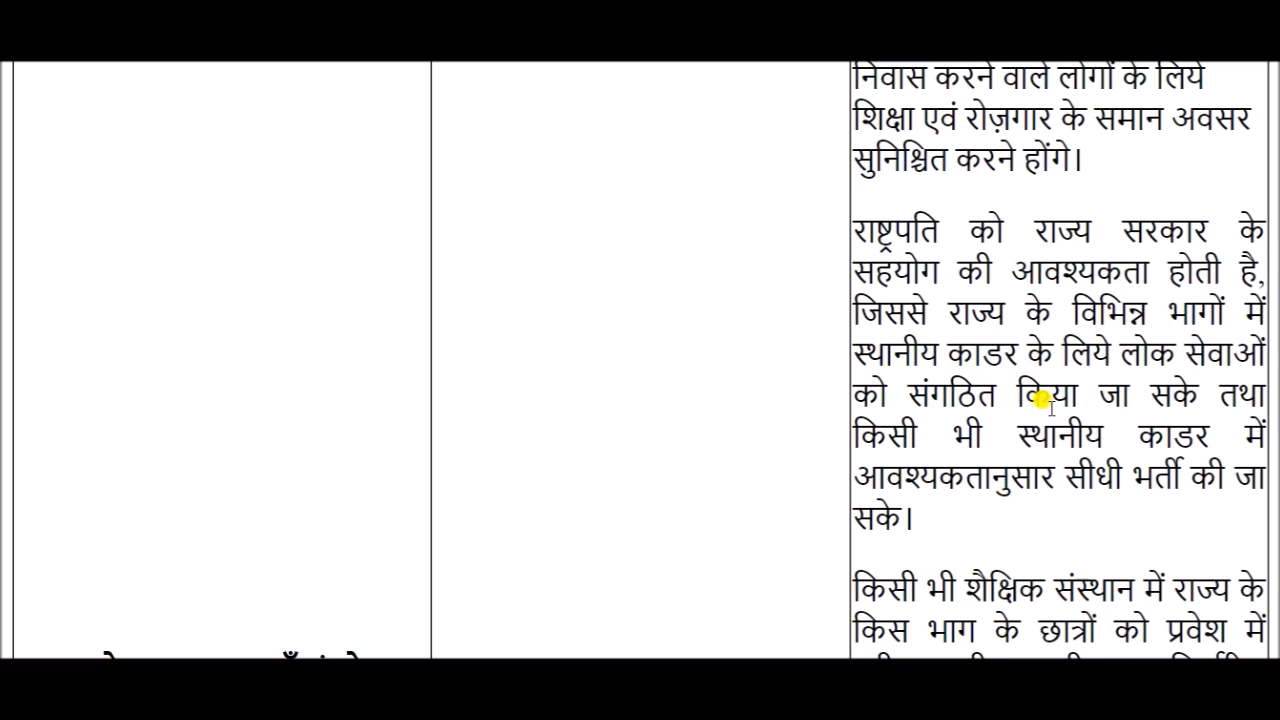 निवास करने वाले लोगों के लिये
शिक्षा एवं रोज़गार के समान अवसर
सुनिश्चित करने होंगे।
राष्ट्रपति को राज्य सरकार के
सहयोग की आवश्यकता होती है,
जिससे राज्य के विभिन्न भागों में
स्थानीय काडर के लिये लोक सेवाओं
को संगठित किया जा सके तथा
किसी भी स्थानीय काडर में
आवश्यकतानुसार सीधी भर्ती की जा
सके।
किसी भी शैक्षिक संस्थान में राज्य के
किस भाग के छात्रों को प्रवेश में